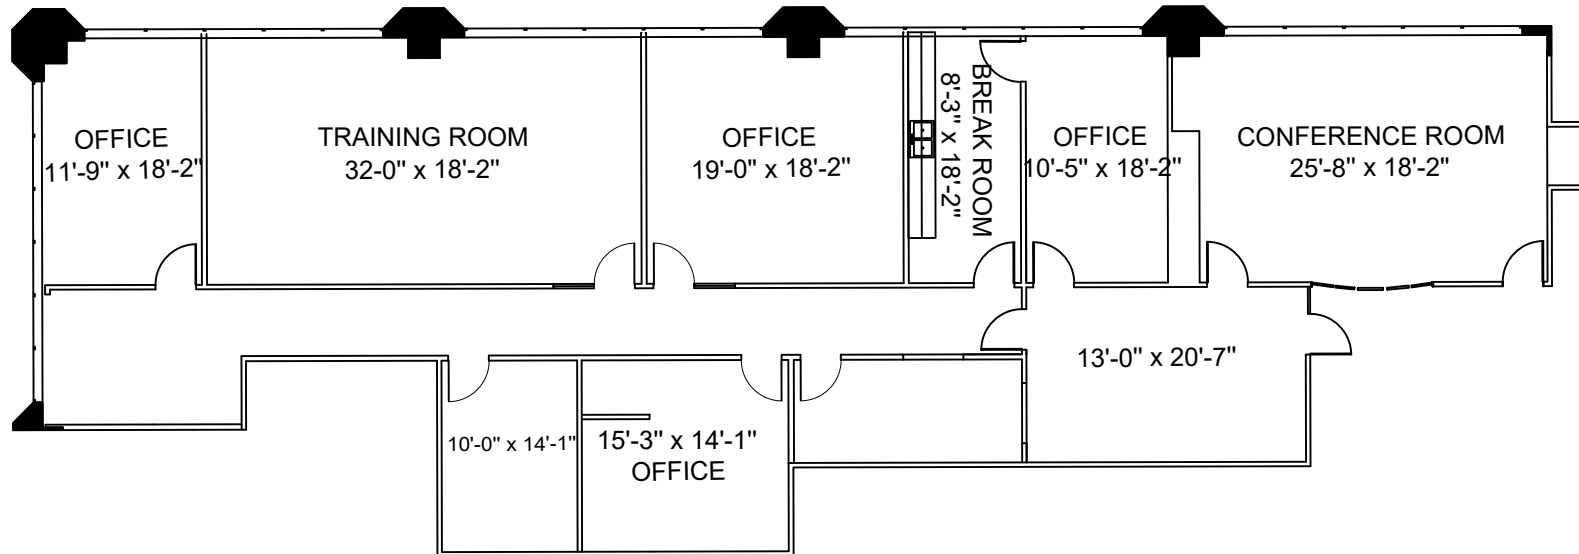 OFFICE
11'-9" x 18'-2"
TRAINING ROOM
32-0" x 18'-2"
OFFICE
19'-0" x 18'-2"
BREAK ROOM
8'-3" x 18'-2"
OFFICE
10'-5" x 18'-2"
CONFERENCE ROOM
25'-8" x 18'-2"
13'-0" x 20'-7"
10'-0" x 14'-1"
15'-3" x 14'-1"
OFFICE